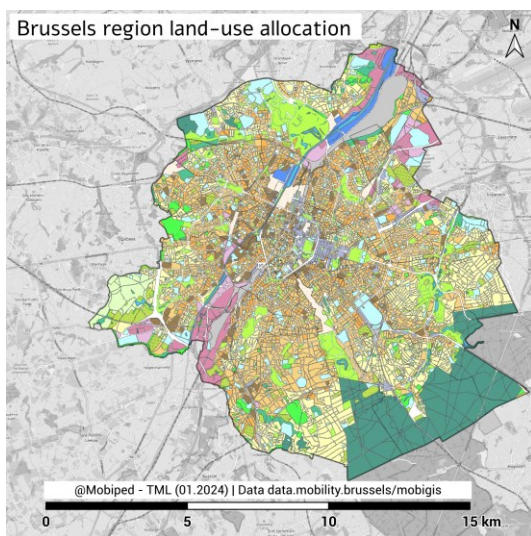 Brussels region land-use allocation
N
@Mobiped - TML (01.2024) | Data data.mobility.brussels/mobigis
0 5 10 15 km